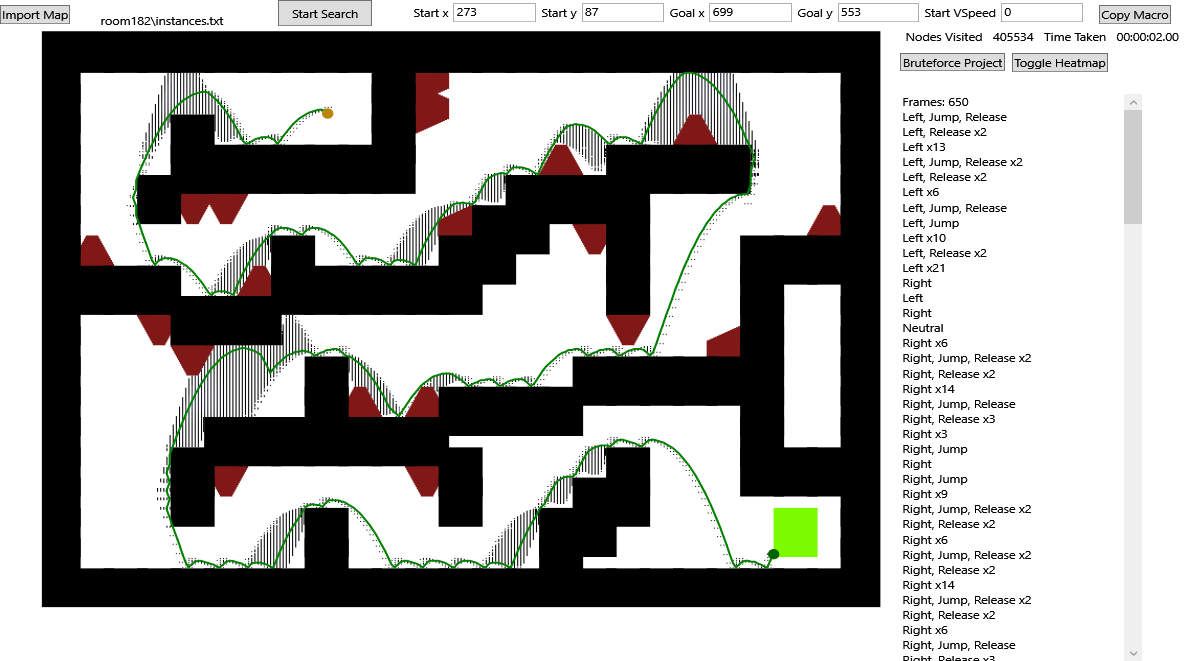 Import Map
room182\instances.txt
Start Search
Start x 273 Start y 87 Goal x 699 Goal y 553 Start VSpeed 0
Copy Macro
Nodes Visited 405534 Time Taken 00:00:02.00
Bruteforce Project Toggle Heatmap
Frames: 650
Left, Jump, Release
Left, Release x2
Left x13
Left, Jump, Release x2
Left, Release x2
Left x6
Left, Jump, Release
Left, Jump
Left x10
Left, Release x2
Left x21
Right
Left
Right
Neutral
Right x6
Right, Jump, Release x2
Right, Release x2
Right x14
Right, Jump, Release
Right, Release x3
Right x3
Right, Jump
Right
Right, Jump
Right x9
Right, Jump, Release x2
Right, Release x2
Right x6
Right, Jump, Release x2
Right, Release x2
Right x14
Right, Jump, Release x2
Right, Release x2
Right x6
Right, Jump, Release
Right, Release x3